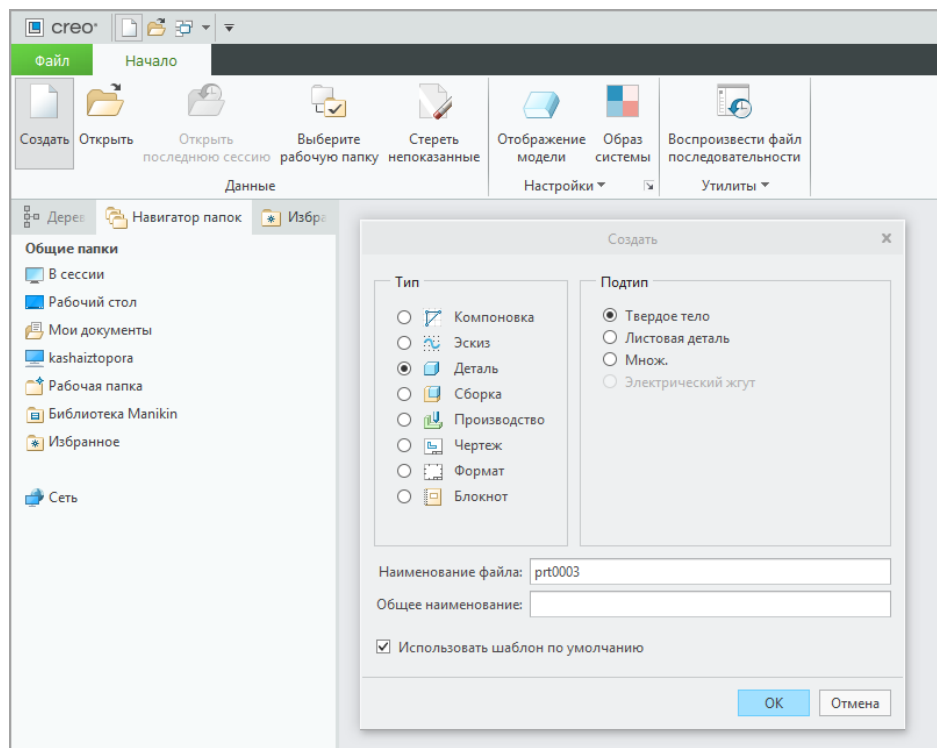 creo
Файл Начало
Создать Открыть Открыть последнюю сессию Выберите рабочую папку Стереть непоказанные Отображение модели Образ системы Воспроизвести файл последовательности
Данные Настройки Утилиты
Дерев Навигатор папок Избра
Общие папки
В сессии
Рабочий стол
Мои документы
kashaiztopora
Рабочая папка
Библиотека Manikin
Избранное
Сеть
Создать
Тип
Компоновка
Эскиз
Деталь
Сборка
Производство
Чертеж
Формат
Блокнот
Подтип
Твердое тело
Листовая деталь
Множ.
Электрический жгут
Наименование файла: prt0003
Общее наименование:
Использовать шаблон по умолчанию
OK Отмена